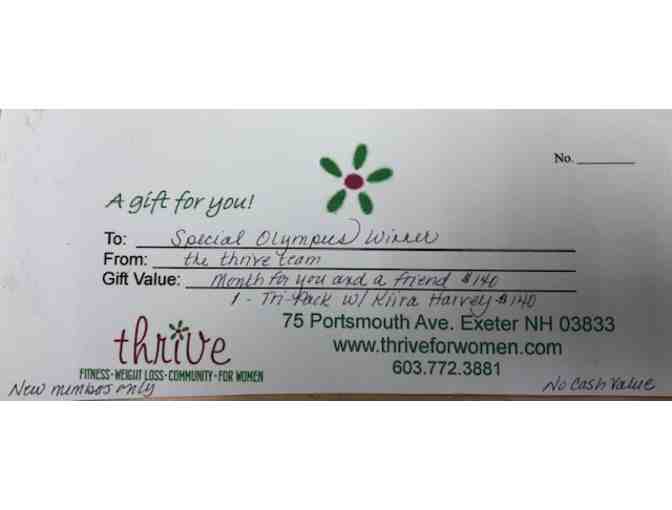 No.
A gift for you!
To: Special Olympics Winner
From: the thrive team
Gift Value: Month for you and a friend $140
1 - Tri-Pack w/ Kiira Harvey - $140
75 Portsmouth Ave. Exeter NH 03833
thrive
www.thriveforwomen.com
603.772.3881
FITNESS · WEIGHT LOSS · COMMUNITY · FOR WOMEN
New members only
No Cash Value